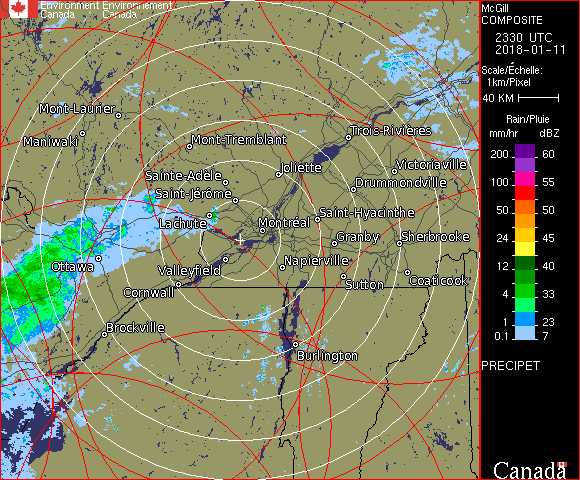 Environment Environnement
Canada Canada
McGill
COMPOSITE
2330 UTC
2018-01-11
Scale/Échelle:
1km/Pixel
40 KM
Rain/Pluie
mm/hr dBZ
200 60
100 55
50 50
24 45
12 40
4 33
1 23
0.1 7
PRECIPET
Canada
Mont-Laurier
Maniwaki
Mont-Tremblant
Trois-Rivières
Joliette
Victoriaville
Sainte-Adèle
Drummondville
Saint-Jérôme
Lachute
Saint-Hyacinthe
Montréal
Granby
Sherbrooke
Ottawa
Valleyfield
Napierville
Cornwall
Sutton
Coaticook
Brockville
Burlington